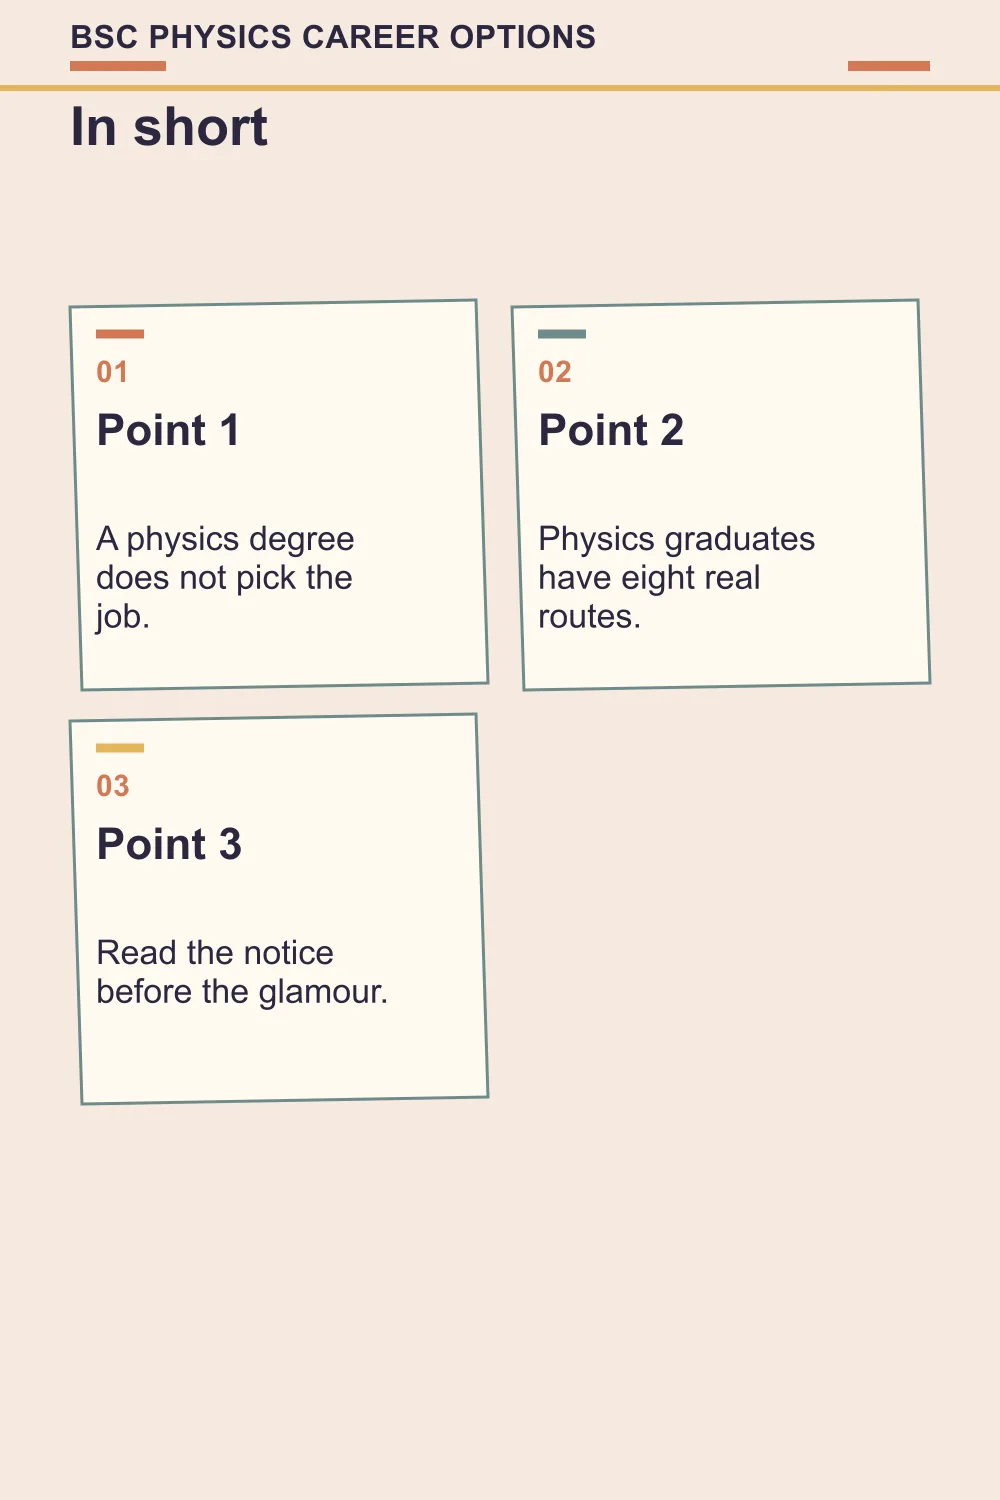 BSC PHYSICS CAREER OPTIONS
In short
01
Point 1
A physics degree
does not pick the
job.
02
Point 2
Physics graduates
have eight real
routes.
03
Point 3
Read the notice
before the glamour.